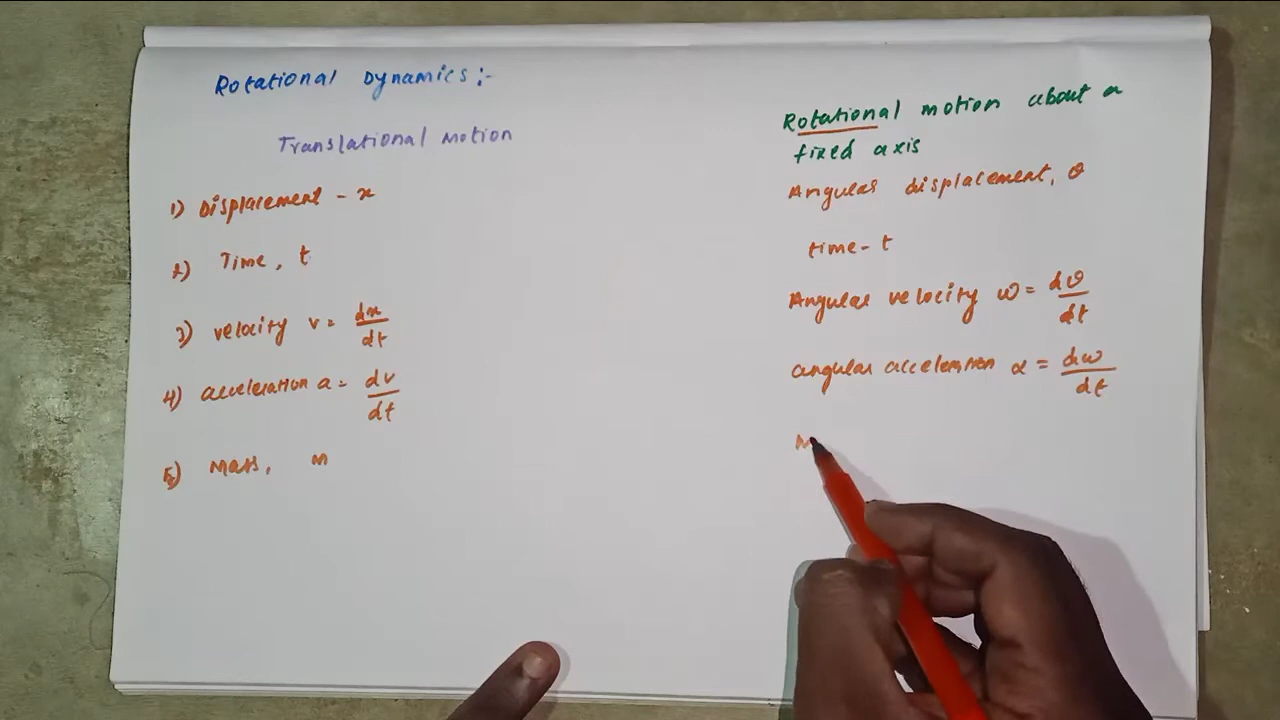 Rotational Dynamics :-
Translational motion
1) Displacement - x
2) Time, t
3) velocity v = dx/dt
4) acceleration a = dv/dt
5) Mass, m
Rotational motion about a
fixed axis
Angular displacement, θ
time - t
Angular velocity ω = dθ/dt
angular acceleration α = dω/dt
M